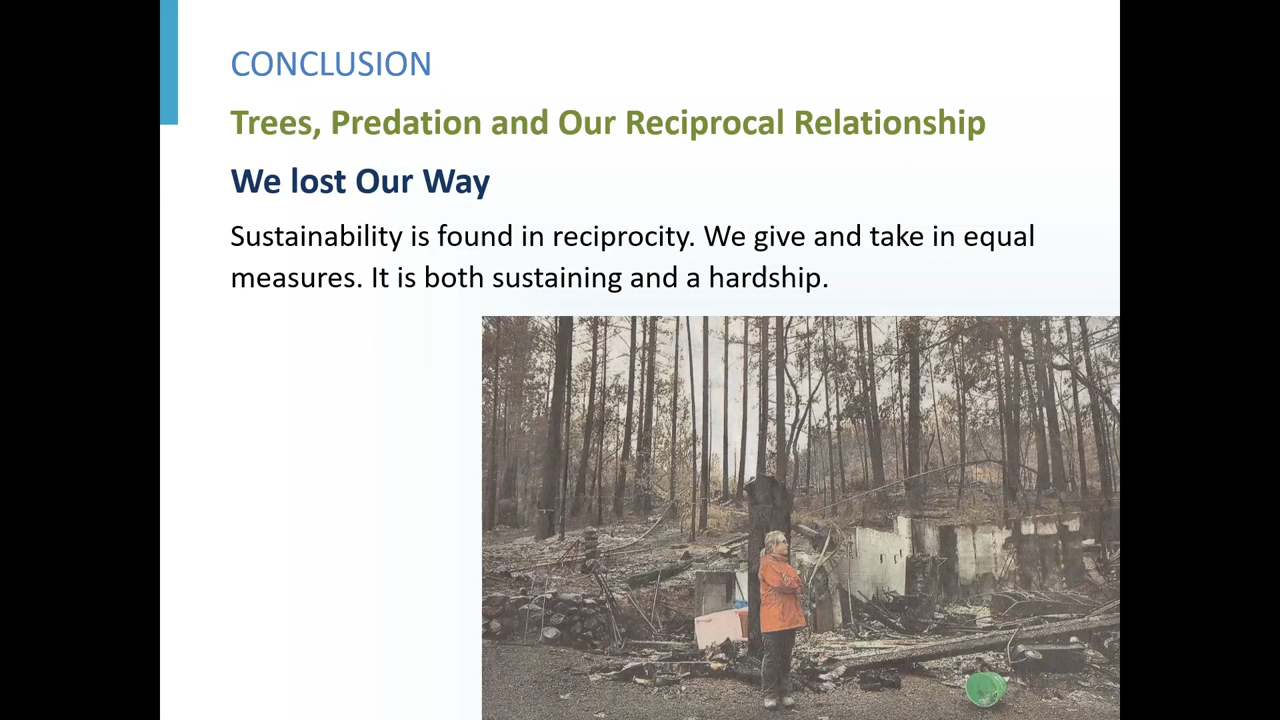 CONCLUSION
Trees, Predation and Our Reciprocal Relationship
We lost Our Way
Sustainability is found in reciprocity. We give and take in equal
measures. It is both sustaining and a hardship.